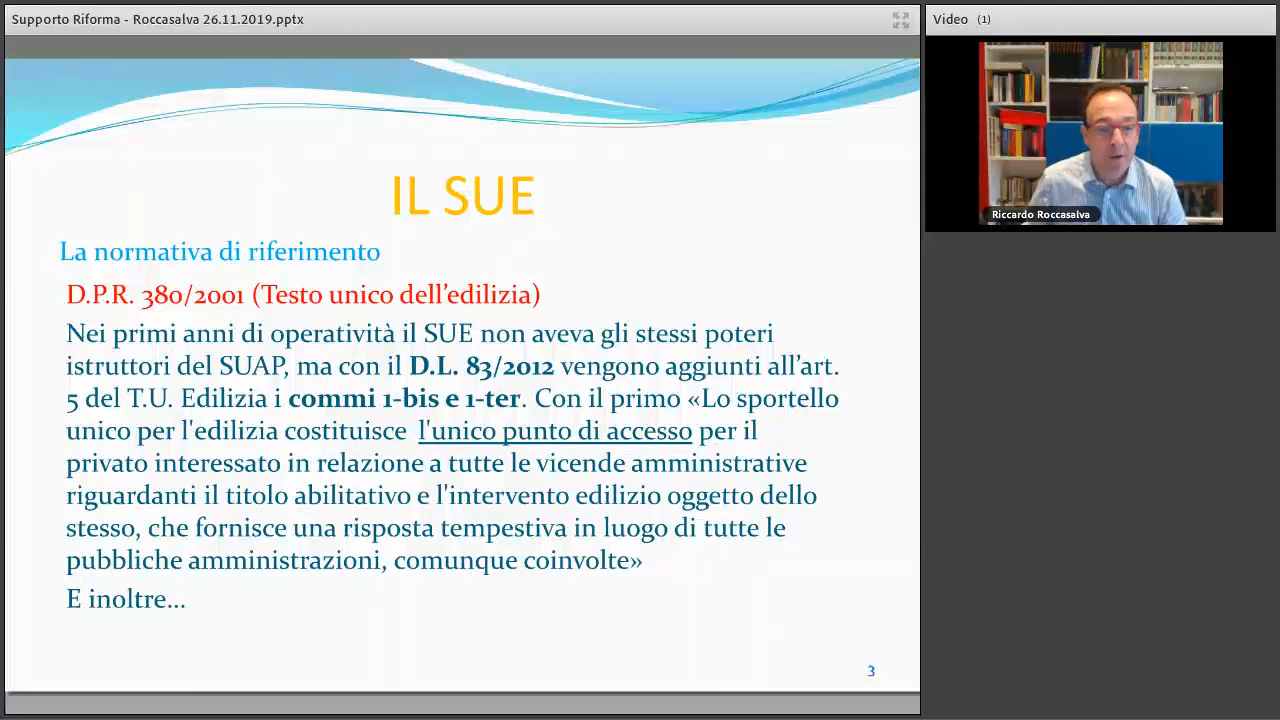 Supporto Riforma - Roccasalva 26.11.2019.pptx
Video (1)
Riccardo Roccasalva
IL SUE
La normativa di riferimento
D.P.R. 380/2001 (Testo unico dell’edilizia)
Nei primi anni di operatività il SUE non aveva gli stessi poteri
istruttori del SUAP, ma con il D.L. 83/2012 vengono aggiunti all’art.
5 del T.U. Edilizia i commi 1-bis e 1-ter. Con il primo «Lo sportello
unico per l'edilizia costituisce l'unico punto di accesso per il
privato interessato in relazione a tutte le vicende amministrative
riguardanti il titolo abilitativo e l'intervento edilizio oggetto dello
stesso, che fornisce una risposta tempestiva in luogo di tutte le
pubbliche amministrazioni, comunque coinvolte»
E inoltre…
3